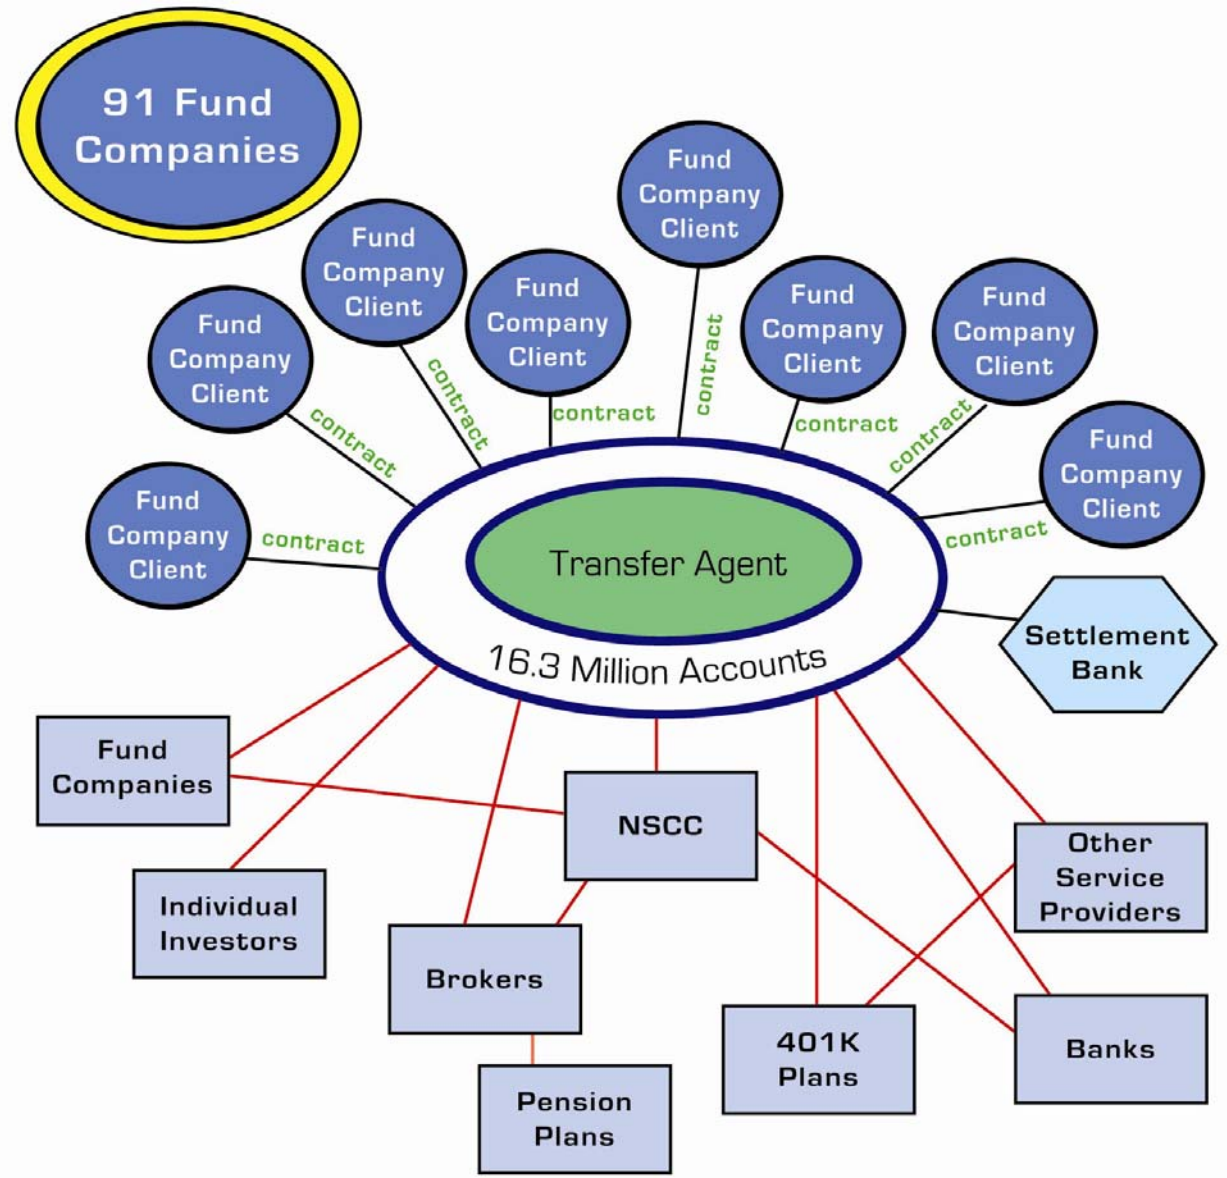 91 Fund
Companies
Fund
Company
Client
Fund
Company
Client
Fund
Company
Client
Fund
Company
Client
Fund
Company
Client
Fund
Company
Client
Fund
Company
Client
Fund
Company
Client
contract
contract
contract
contract
contract
contract
contract
contract
Transfer Agent
16.3 Million Accounts
Settlement
Bank
Fund
Companies
NSCC
Other
Service
Providers
Individual
Investors
Brokers
401K
Plans
Banks
Pension
Plans